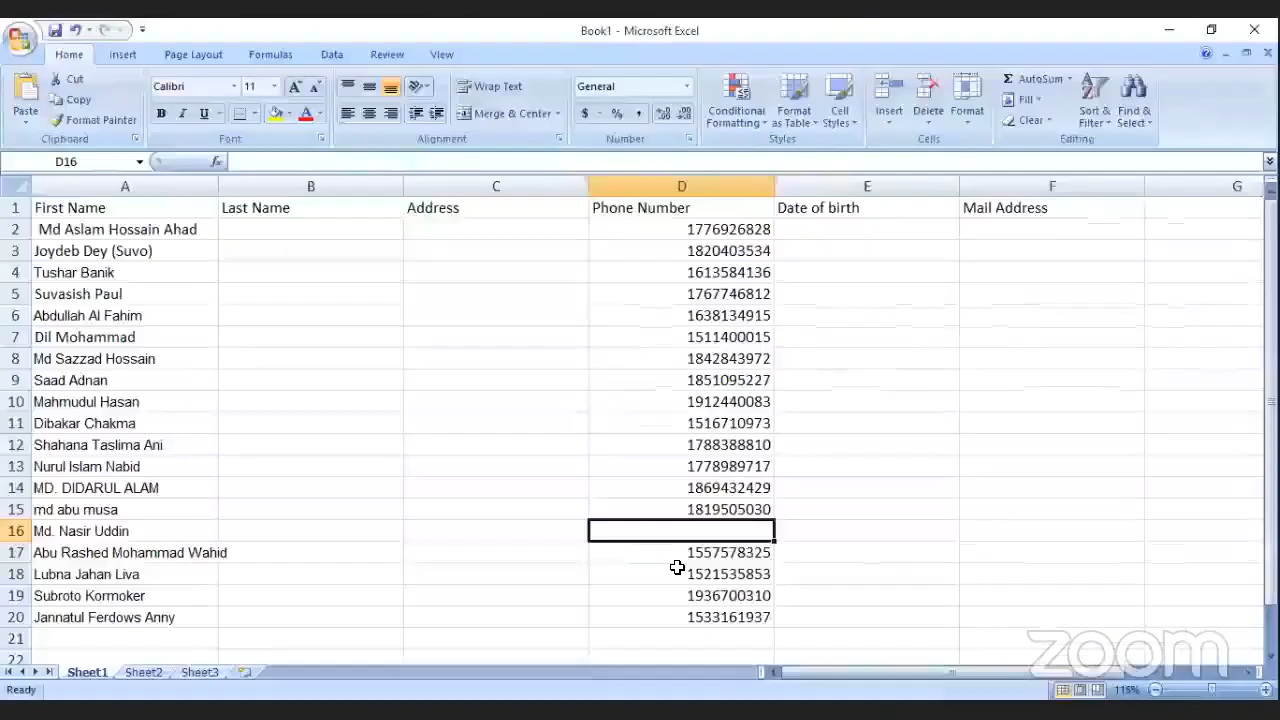 Book1 - Microsoft Excel
Home Insert Page Layout Formulas Data Review View
Paste Cut Copy Format Painter Clipboard
Calibri 11 A A B I U A Font
Wrap Text Merge & Center Alignment
General $ % , Number
Conditional Formatting Format as Table Cell Styles Styles
Insert Delete Format Cells
Σ AutoSum Fill Clear Sort & Filter Find & Select Editing
D16 fx
A B C D E F G
1 First Name Last Name Address Phone Number Date of birth Mail Address
2 Md Aslam Hossain Ahad 1776926828
3 Joydeb Dey (Suvo) 1820403534
4 Tushar Banik 1613584136
5 Suvasish Paul 1767746812
6 Abdullah Al Fahim 1638134915
7 Dil Mohammad 1511400015
8 Md Sazzad Hossain 1842843972
9 Saad Adnan 1851095227
10 Mahmudul Hasan 1912440083
11 Dibakar Chakma 1516710973
12 Shahana Taslima Ani 1788388810
13 Nurul Islam Nabid 1778989717
14 MD. DIDARUL ALAM 1869432429
15 md abu musa 1819505030
16 Md. Nasir Uddin
17 Abu Rashed Mohammad Wahid 1557578325
18 Lubna Jahan Liva 1521535853
19 Subroto Kormoker 1936700310
20 Jannatul Ferdows Anny 1533161937
21
22
zoom
Sheet1 Sheet2 Sheet3
Ready 116%